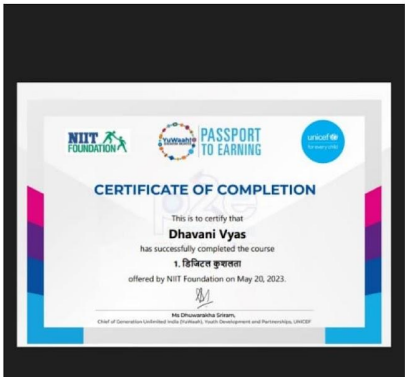 NIIT
FOUNDATION
YuWaah!
PASSPORT
TO EARNING
unicef
for every child
CERTIFICATE OF COMPLETION
This is to certify that
Dhavani Vyas
has successfully completed the course
1. डिजिटल कुशलता
offered by NIIT Foundation on May 20, 2023.
Ms Dhuwarakha Sriram,
Chief of Generation Unlimited India (YuWaah), Youth Development and Partnerships, UNICEF